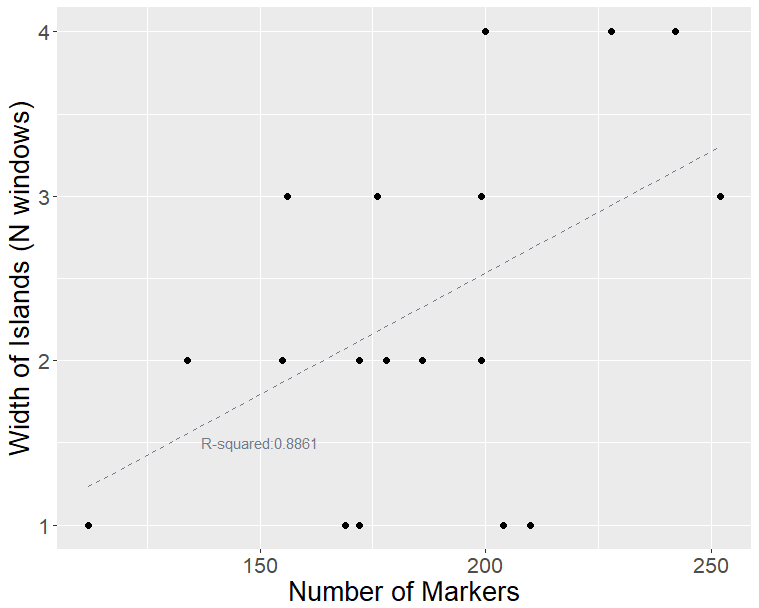 4
3
2
1
Width of Islands (N windows)
R-squared:0.8861
150
200
250
Number of Markers